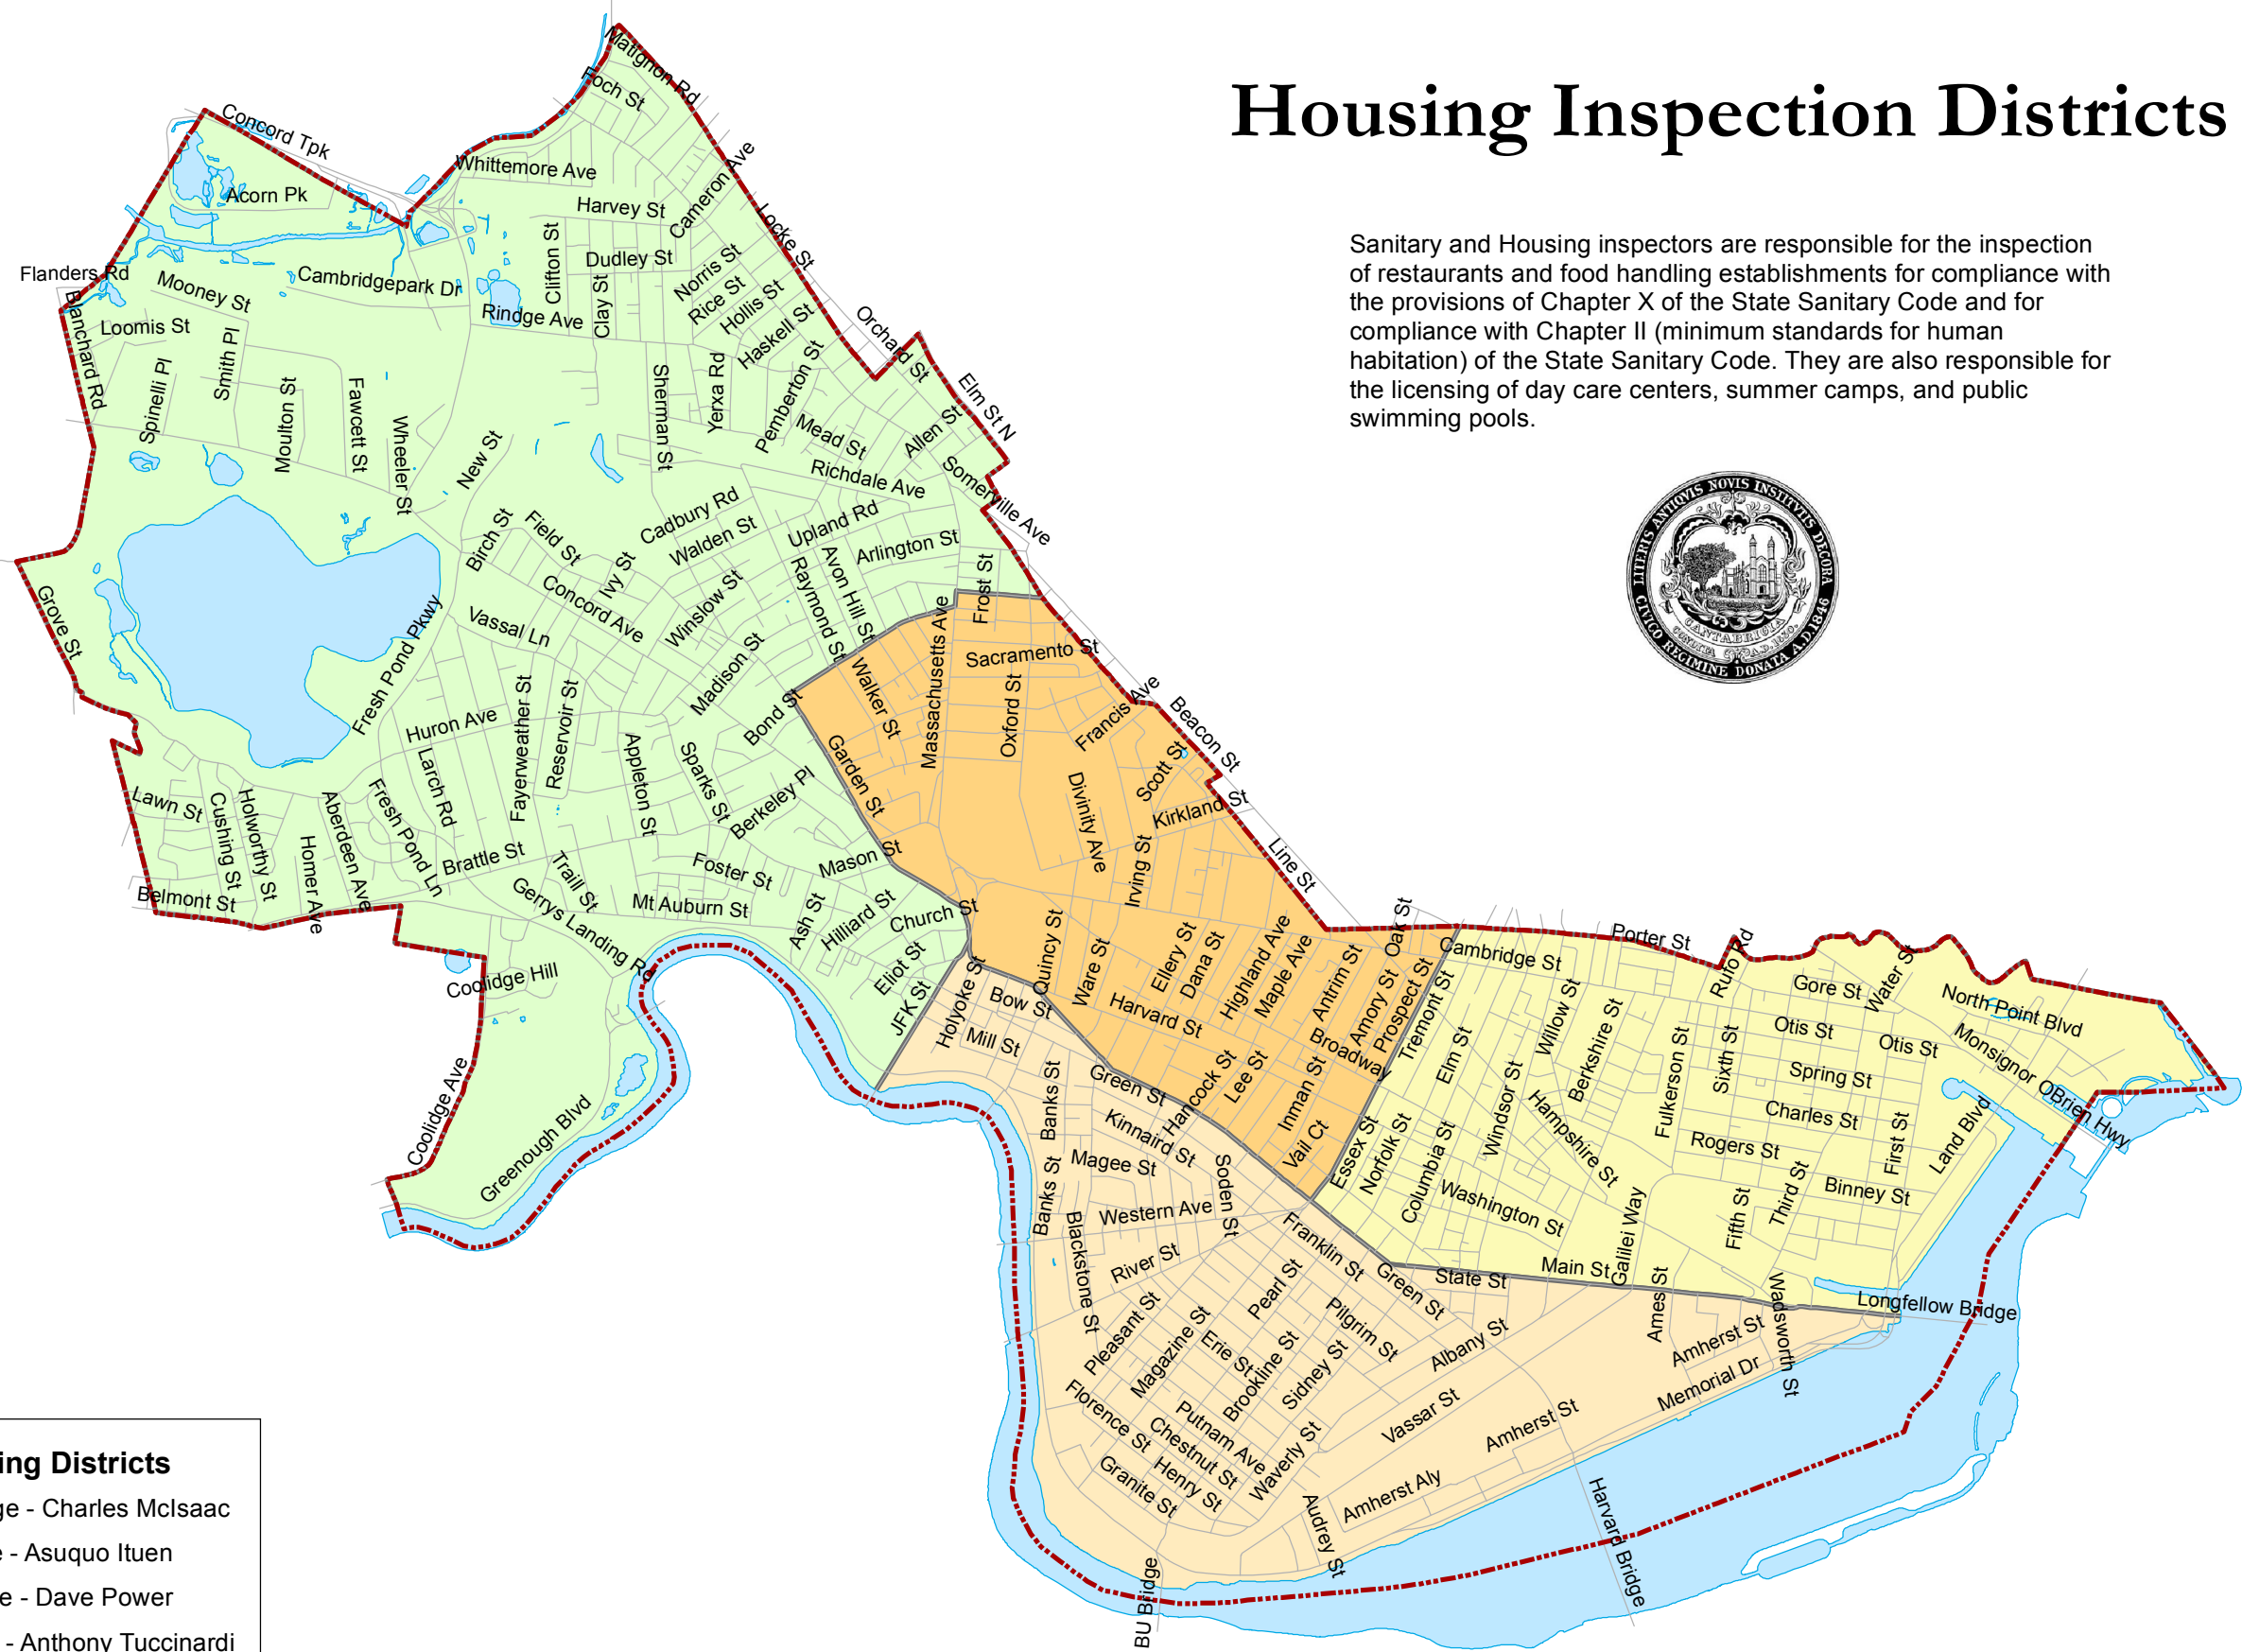 Housing Inspection Districts
Sanitary and Housing inspectors are responsible for the inspection
of restaurants and food handling establishments for compliance with
the provisions of Chapter X of the State Sanitary Code and for
compliance with Chapter II (minimum standards for human
habitation) of the State Sanitary Code. They are also responsible for
the licensing of day care centers, summer camps, and public
swimming pools.
LITERIS ANTIQVIS NOVIS INSTITVTIS DECORA
CIVICO REGIMINE DONATA A.D. 1846
CANTABRIGIA
CONDITA A.D. 1630.
Matignon Rd
Foch St
Concord Tpk
Whittemore Ave
Cameron Ave
Acorn Pk
Harvey St
Locke St
Clifton St
Dudley St
Norris St
Flanders Rd
Mooney St
Cambridgepark Dr
Clay St
Rice St
Hollis St
Blanchard Rd
Loomis St
Rindge Ave
Haskell St
Orchard St
Smith Pl
Spinelli Pl
Moulton St
Fawcett St
Wheeler St
New St
Sherman St
Yerxa Rd
Pemberton St
Mead St
Allen St
Elm St N
Richdale Ave
Somerville Ave
Cadbury Rd
Walden St
Upland Rd
Arlington St
Birch St
Field St
Ivy St
Concord Ave
Winslow St
Raymond St
Avon Hill St
Frost St
Grove St
Vassal Ln
Fresh Pond Pkwy
Madison St
Bond St
Walker St
Massachusetts Ave
Sacramento St
Oxford St
Francis Ave
Beacon St
Huron Ave
Fayerweather St
Reservoir St
Larch Rd
Appleton St
Sparks St
Garden St
Scott St
Lawn St
Cushing St
Holworthy St
Homer Ave
Aberdeen Ave
Fresh Pond Ln
Berkeley Pl
Divinity Ave
Kirkland St
Irving St
Line St
Belmont St
Brattle St
Traill St
Foster St
Mason St
Gerrys Landing Rd
Mt Auburn St
Ash St
Hilliard St
Church St
Eliot St
JFK St
Coolidge Hill
Coolidge Ave
Greenough Blvd
Holyoke St
Quincy St
Ware St
Ellery St
Dana St
Highland Ave
Maple Ave
Antrim St
Amory St
Oak St
Prospect St
Harvard St
Broadway
Hancock St
Lee St
Inman St
Vail Ct
Cambridge St
Porter St
Rufo Rd
Tremont St
Elm St
Willow St
Berkshire St
Windsor St
Hampshire St
Fulkerson St
Sixth St
Gore St
Water St
North Point Blvd
Otis St
Otis St
Monsignor OBrien Hwy
Spring St
Charles St
Rogers St
First St
Land Blvd
Binney St
Third St
Fifth St
Essex St
Norfolk St
Columbia St
Washington St
Galilei Way
Main St
Longfellow Bridge
Bow St
Mill St
Banks St
Green St
Kinnaird St
Magee St
Banks St
Soden St
Western Ave
Blackstone St
River St
Franklin St
Green St
State St
Pearl St
Pilgrim St
Pleasant St
Magazine St
Erie St
Brookline St
Sidney St
Albany St
Ames St
Amherst St
Wadsworth St
Memorial Dr
Florence St
Putnam Ave
Chestnut St
Henry St
Granite St
Waverly St
Vassar St
Amherst St
Amherst Aly
Audrey St
BU Bridge
Harvard Bridge
ing Districts
ge - Charles McIsaac
e - Asuquo Ituen
e - Dave Power
- Anthony Tuccinardi